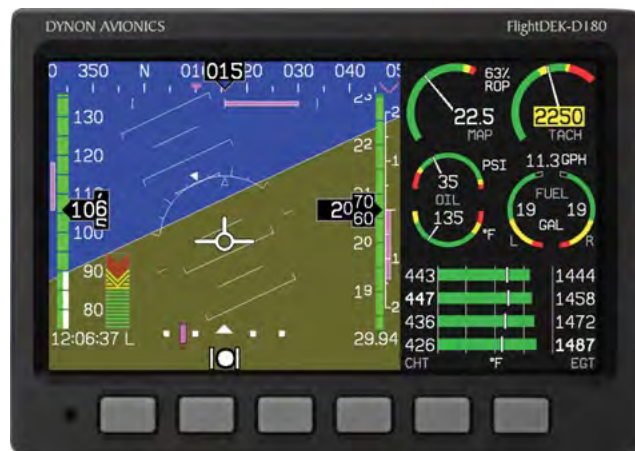 DYNON AVIONICS FlightDEK-D180
350 N 015 20 030 040
63%
ROP
22.5
MAP
2250
TACH
130
120
106
100
90
80
22
20
19
2070
60
PSI
35
OIL
135
°F
11.3 GPH
FUEL
19 19
GAL
L R
443 1444
447 1458
436 1472
426 1487
CHT °F EGT
12:06:37 L 29.94